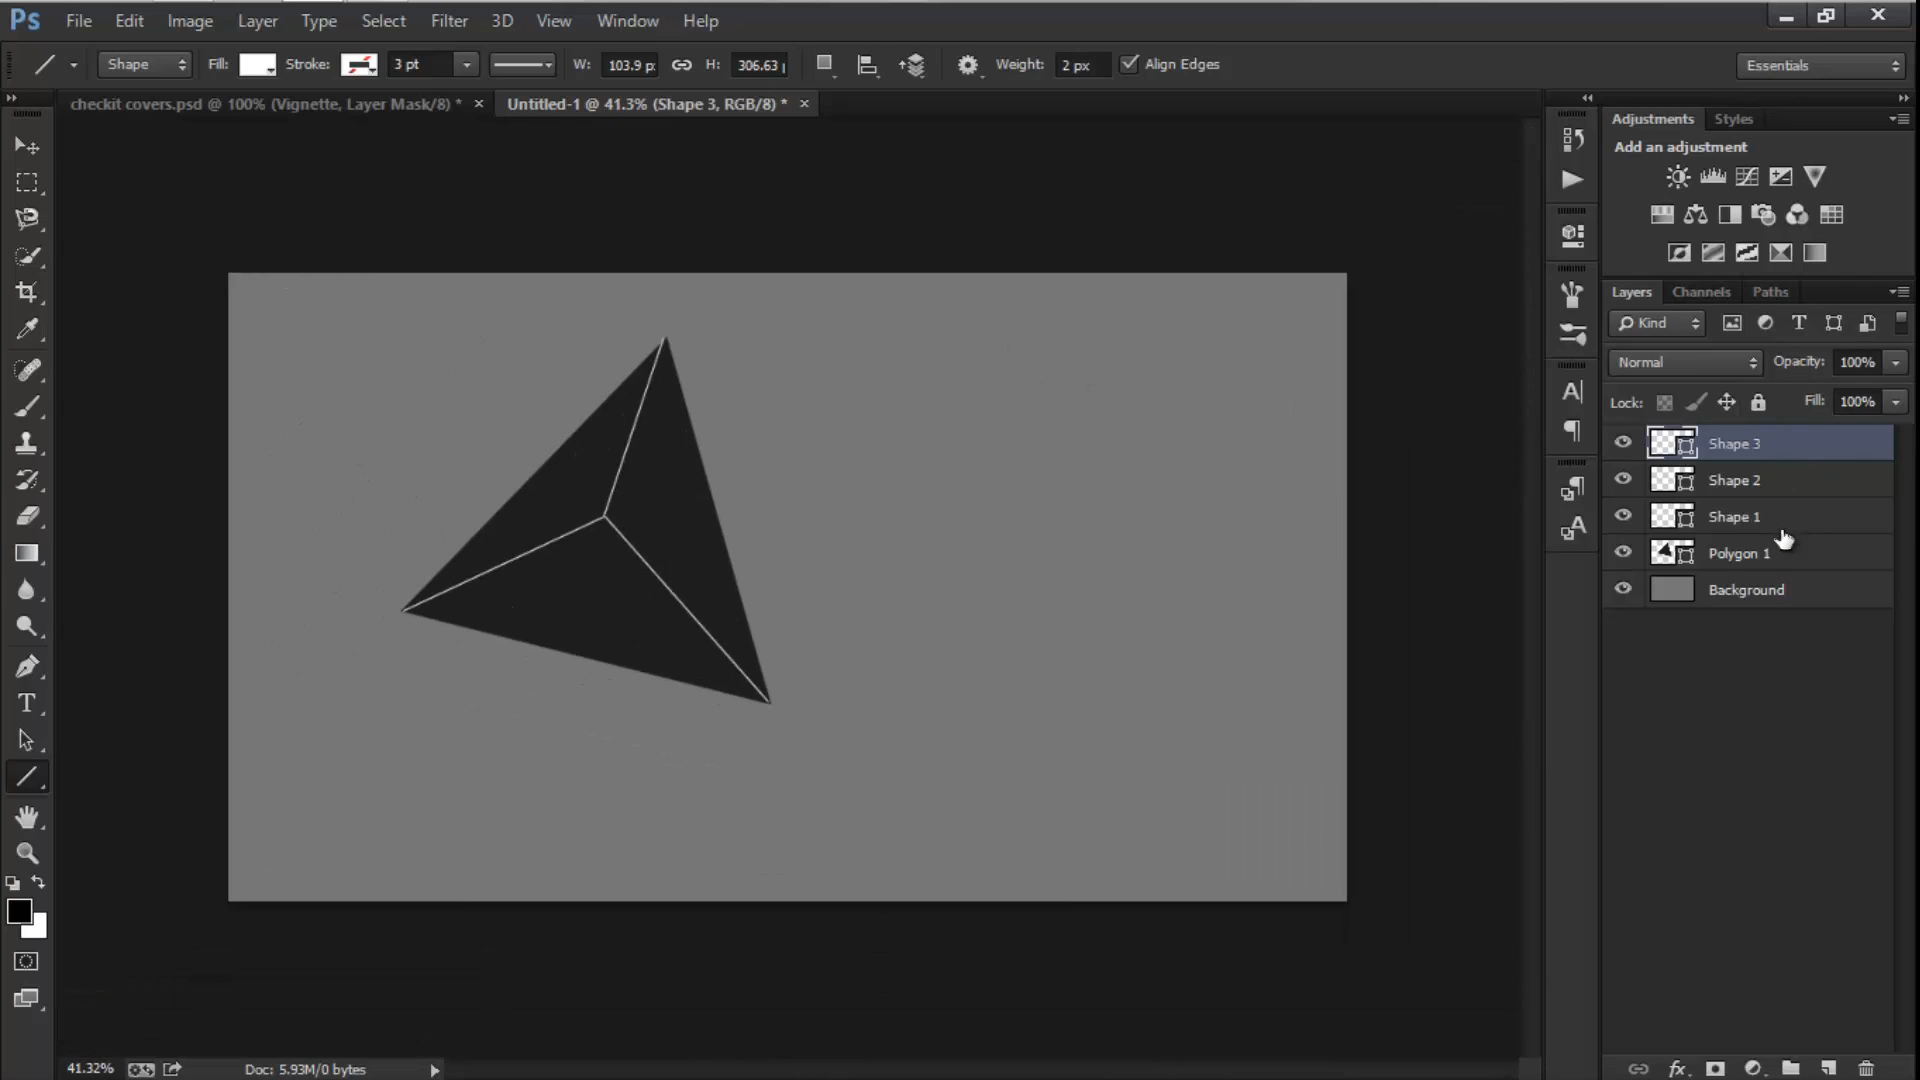 Ps File Edit Image Layer Type Select Filter 3D View Window Help
Shape Fill: Stroke: 3 pt W: 103.9 p: H: 306.63 Weight: 2 px Align Edges Essentials
checkit covers.psd @ 100% (Vignette, Layer Mask/8) * × Untitled-1 @ 41.3% (Shape 3, RGB/8) * ×
Adjustments Styles
Add an adjustment
Layers Channels Paths
Kind T
Normal Opacity: 100%
Lock: Fill: 100%
Shape 3
Shape 2
Shape 1
Polygon 1
Background
41.32% Doc: 5.93M/0 bytes fx